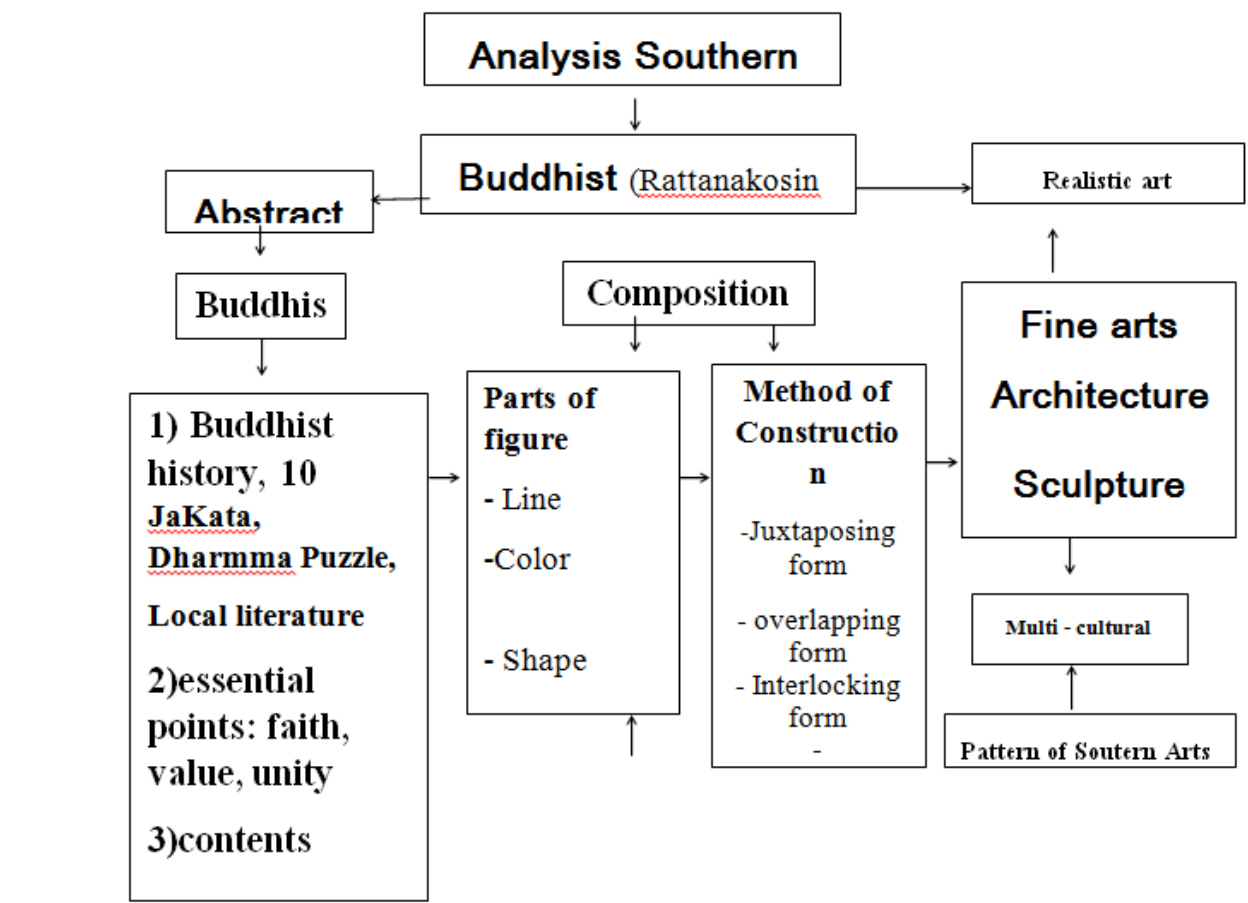 Analysis Southern
Buddhist (Rattanakosin
Abstract
Realistic art
Buddhis
Composition
1) Buddhist
history, 10
JaKata,
Dharmma Puzzle,
Local literature
2)essential
points: faith,
value, unity
3)contents
Parts of
figure
- Line
-Color
- Shape
Method of
Constructio
n
-Juxtaposing
form
- overlapping
form
- Interlocking
form
-
Fine arts
Architecture
Sculpture
Multi - cultural
Pattern of Soutern Arts